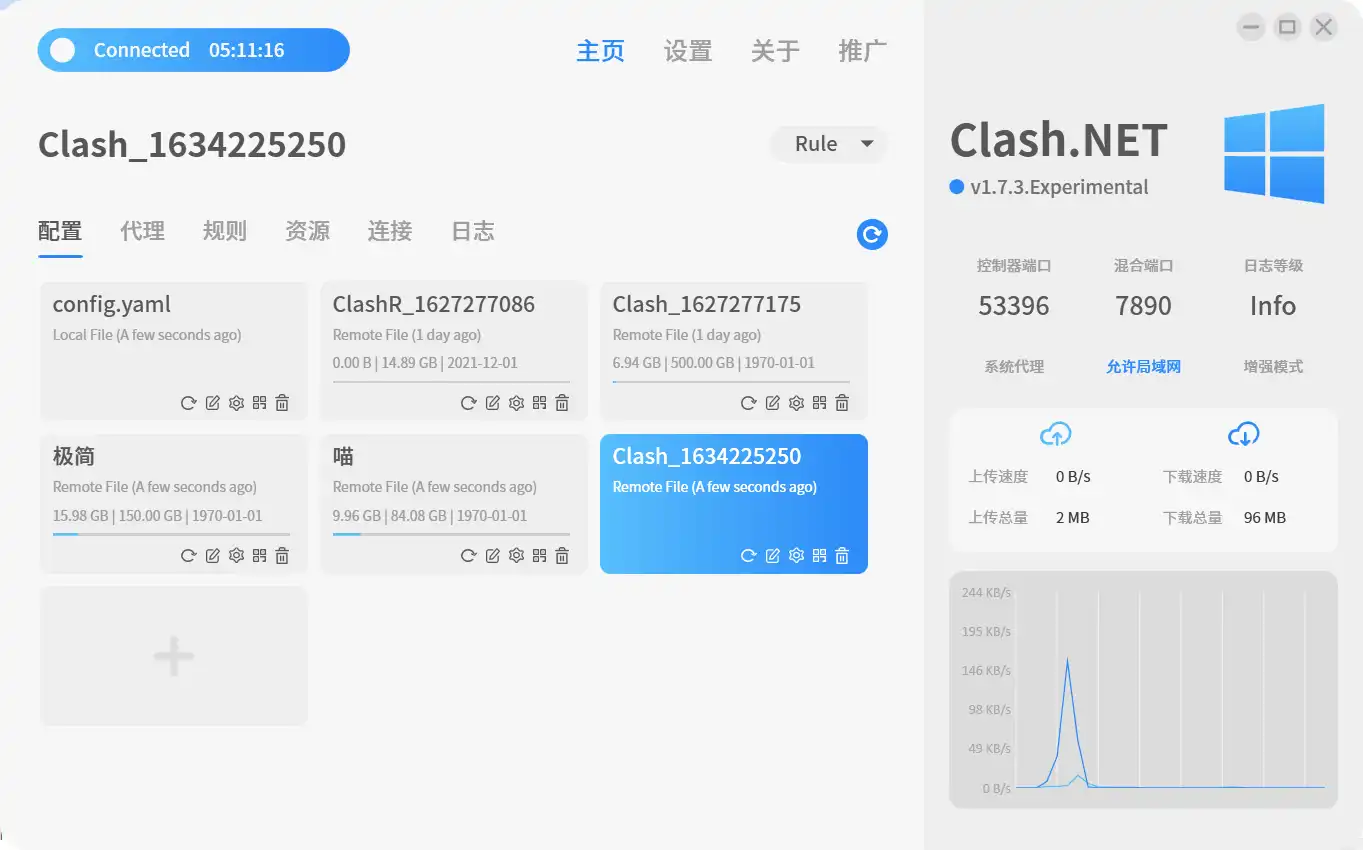 Connected 05:11:16
主页 设置 关于 推广
Clash_1634225250
Rule
配置 代理 规则 资源 连接 日志
config.yaml
Local File (A few seconds ago)
ClashR_1627277086
Remote File (1 day ago)
0.00 B | 14.89 GB | 2021-12-01
Clash_1627277175
Remote File (1 day ago)
6.94 GB | 500.00 GB | 1970-01-01
极简
Remote File (A few seconds ago)
15.98 GB | 150.00 GB | 1970-01-01
喵
Remote File (A few seconds ago)
9.96 GB | 84.08 GB | 1970-01-01
Clash_1634225250
Remote File (A few seconds ago)
Clash.NET
v1.7.3.Experimental
控制器端口 混合端口 日志等级
53396 7890 Info
系统代理 允许局域网 增强模式
上传速度 0 B/s 下载速度 0 B/s
上传总量 2 MB 下载总量 96 MB
244 KB/s
195 KB/s
146 KB/s
98 KB/s
49 KB/s
0 B/s